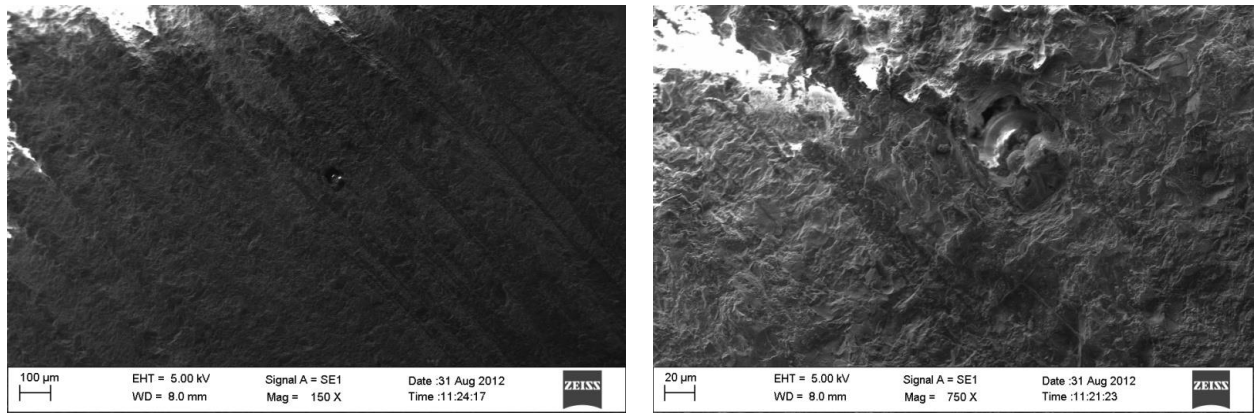 100 µm
EHT = 5.00 kV
WD = 8.0 mm
Signal A = SE1
Mag = 150 X
Date :31 Aug 2012
Time :11:24:17
ZEISS
20 µm
EHT = 5.00 kV
WD = 8.0 mm
Signal A = SE1
Mag = 750 X
Date :31 Aug 2012
Time :11:21:23
ZEISS